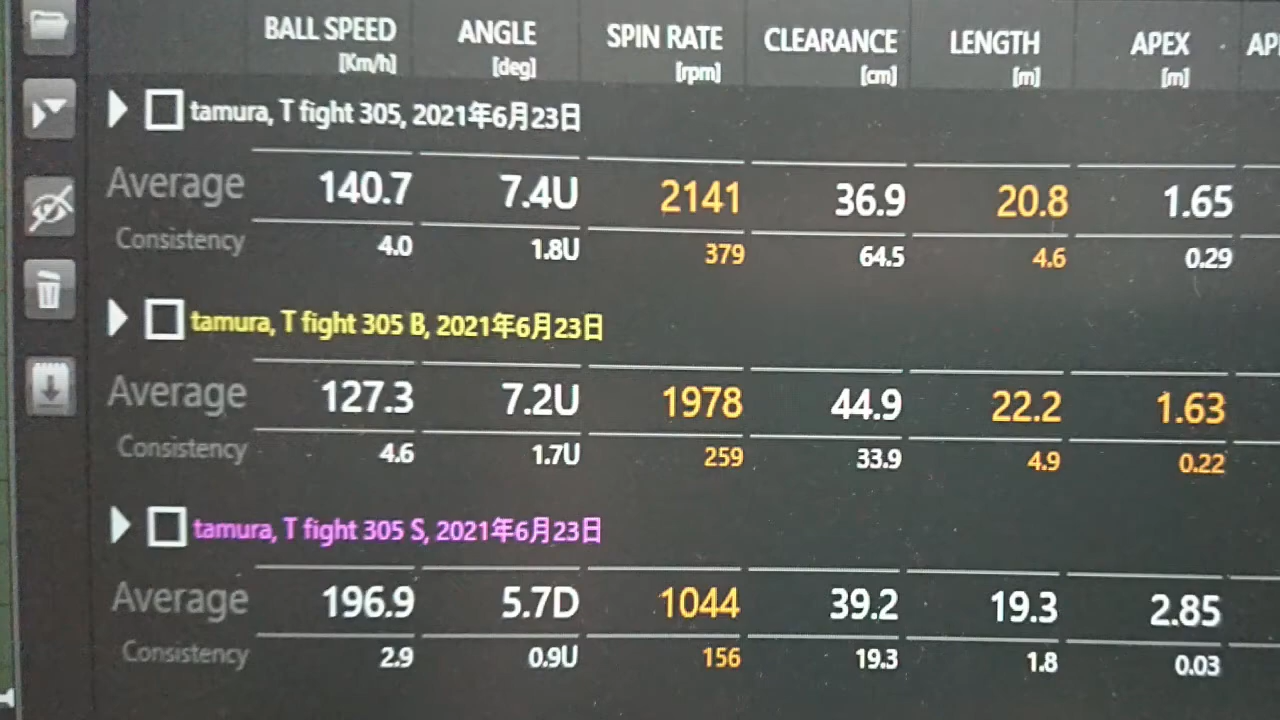 BALL SPEED ANGLE SPIN RATE CLEARANCE LENGTH APEX
[Km/h] [deg] [rpm] [cm] [m] [m]
tamura, T fight 305, 2021年6月23日
Average 140.7 7.4U 2141 36.9 20.8 1.65
Consistency 4.0 1.8U 379 64.5 4.6 0.29
tamura, T fight 305 B, 2021年6月23日
Average 127.3 7.2U 1978 44.9 22.2 1.63
Consistency 4.6 1.7U 259 33.9 4.9 0.22
tamura, T fight 305 S, 2021年6月23日
Average 196.9 5.7D 1044 39.2 19.3 2.85
Consistency 2.9 0.9U 156 19.3 1.8 0.03